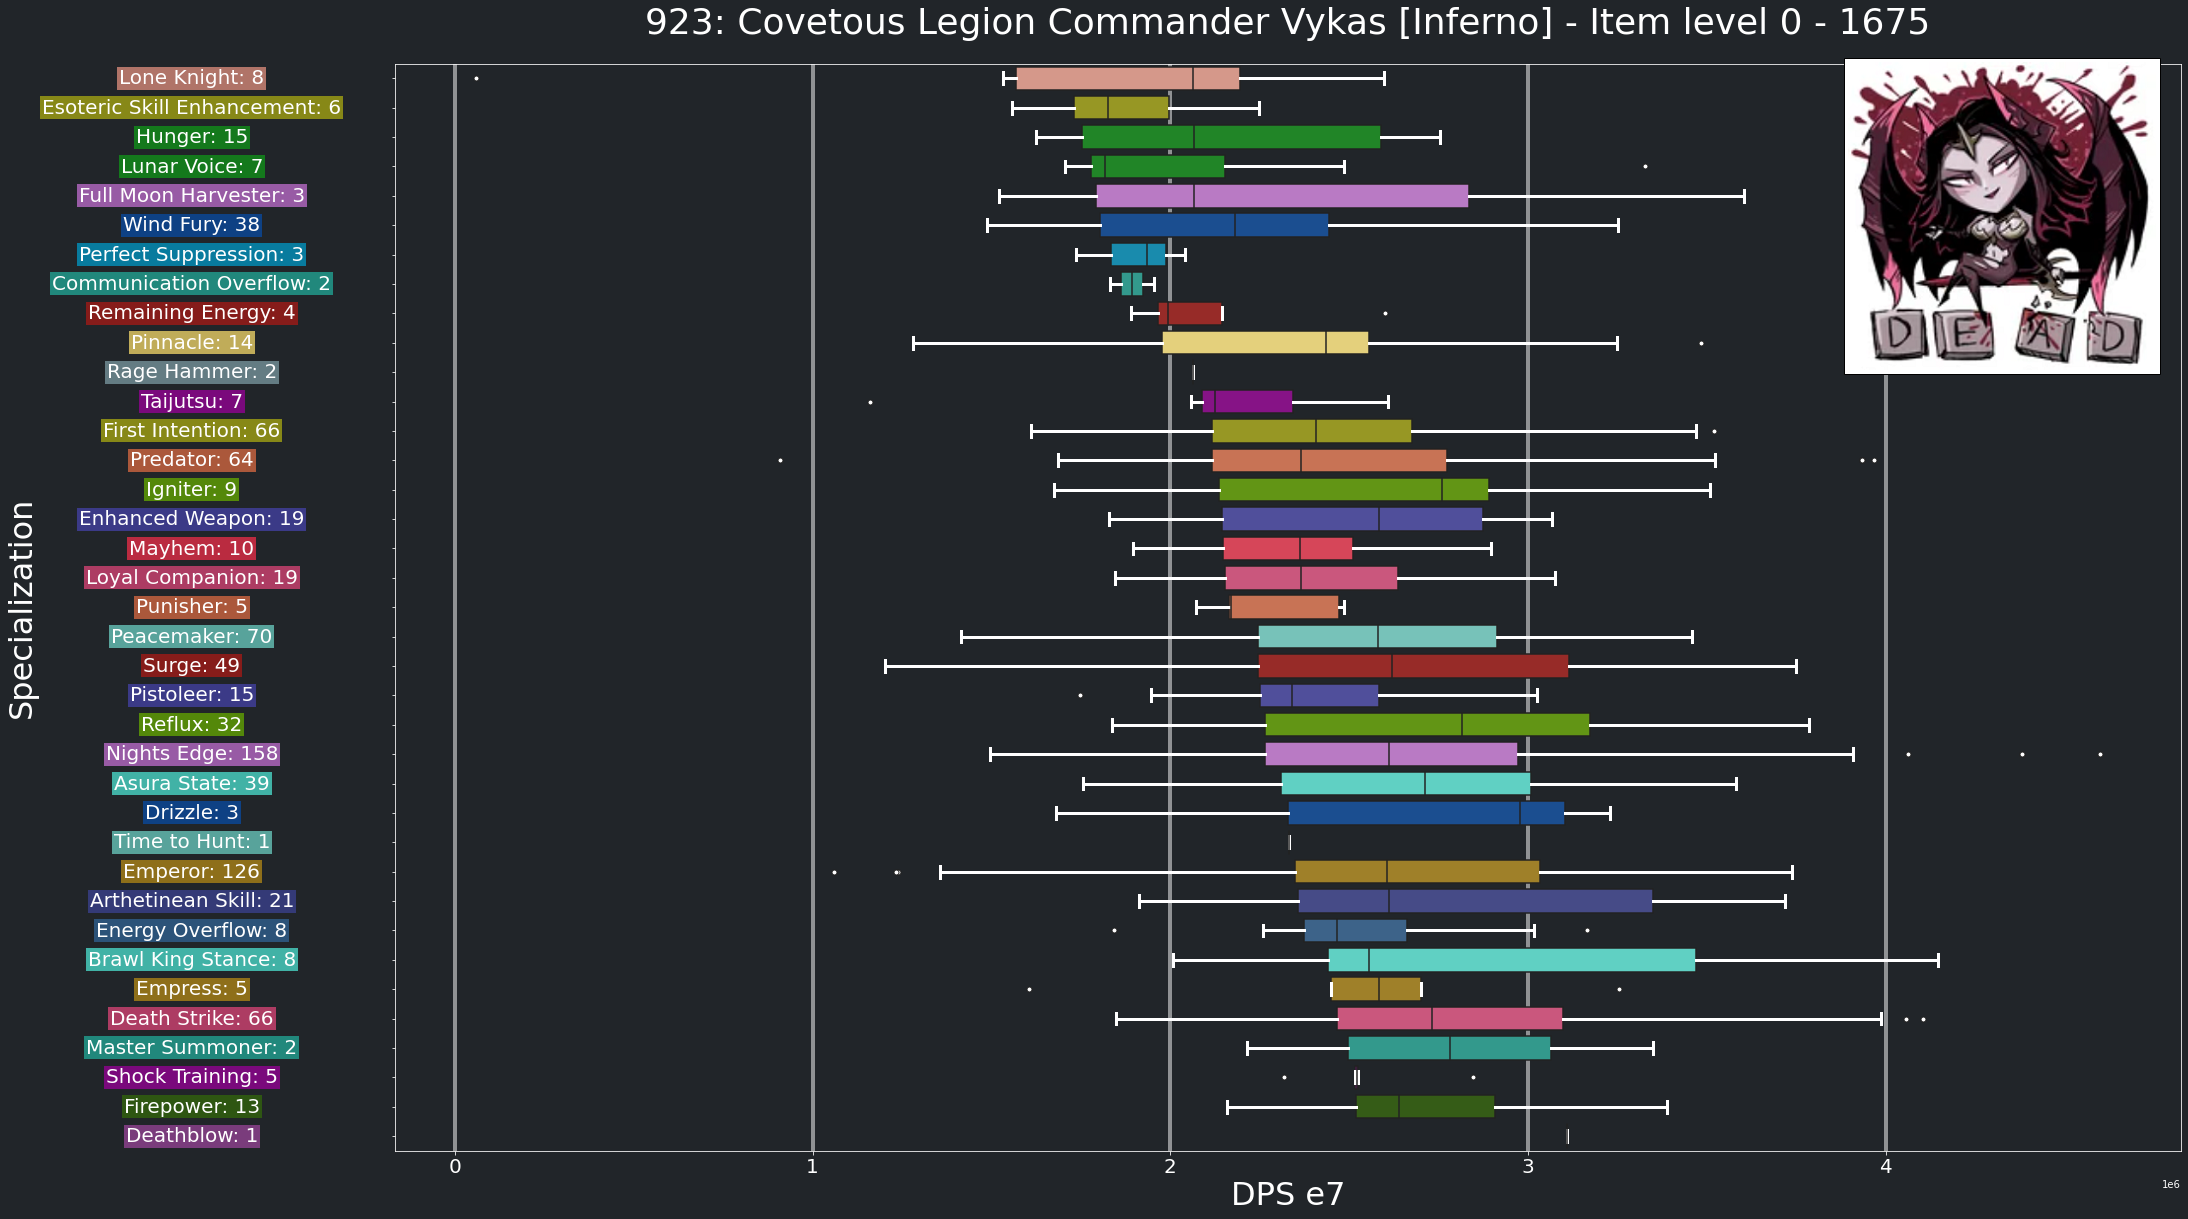 923: Covetous Legion Commander Vykas [Inferno] - Item level 0 - 1675
Lone Knight: 8
Esoteric Skill Enhancement: 6
Hunger: 15
Lunar Voice: 7
Full Moon Harvester: 3
Wind Fury: 38
Perfect Suppression: 3
Communication Overflow: 2
Remaining Energy: 4
Pinnacle: 14
Rage Hammer: 2
Taijutsu: 7
First Intention: 66
Predator: 64
Igniter: 9
Enhanced Weapon: 19
Mayhem: 10
Loyal Companion: 19
Punisher: 5
Peacemaker: 70
Surge: 49
Pistoleer: 15
Reflux: 32
Nights Edge: 158
Asura State: 39
Drizzle: 3
Time to Hunt: 1
Emperor: 126
Arthetinean Skill: 21
Energy Overflow: 8
Brawl King Stance: 8
Empress: 5
Death Strike: 66
Master Summoner: 2
Shock Training: 5
Firepower: 13
Deathblow: 1
Specialization
DEAD
0 1 2 3 4
DPS e7
1e6